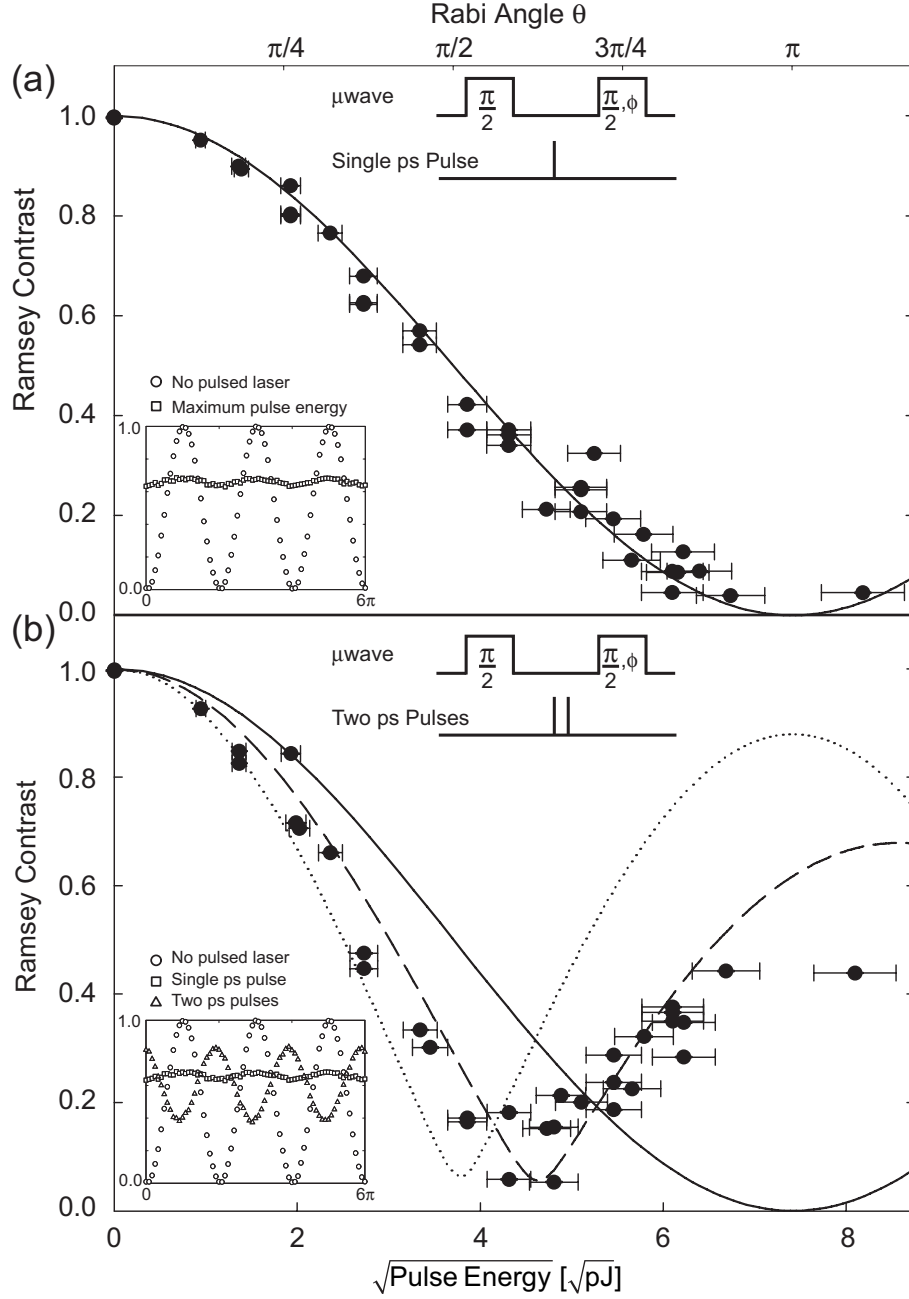 Rabi Angle θ
π/4 π/2 3π/4 π
(a)
μwave
π/2
π/2,ϕ
Single ps Pulse
Ramsey Contrast
1.0
0.8
0.6
0.4
0.2
0.0
No pulsed laser
Maximum pulse energy
1.0
0.0
0 6π
(b)
μwave
π/2
π/2,ϕ
Two ps Pulses
Ramsey Contrast
1.0
0.8
0.6
0.4
0.2
0.0
No pulsed laser
Single ps pulse
Two ps pulses
1.0
0.0
0 6π
0 2 4 6 8
√Pulse Energy [√pJ]